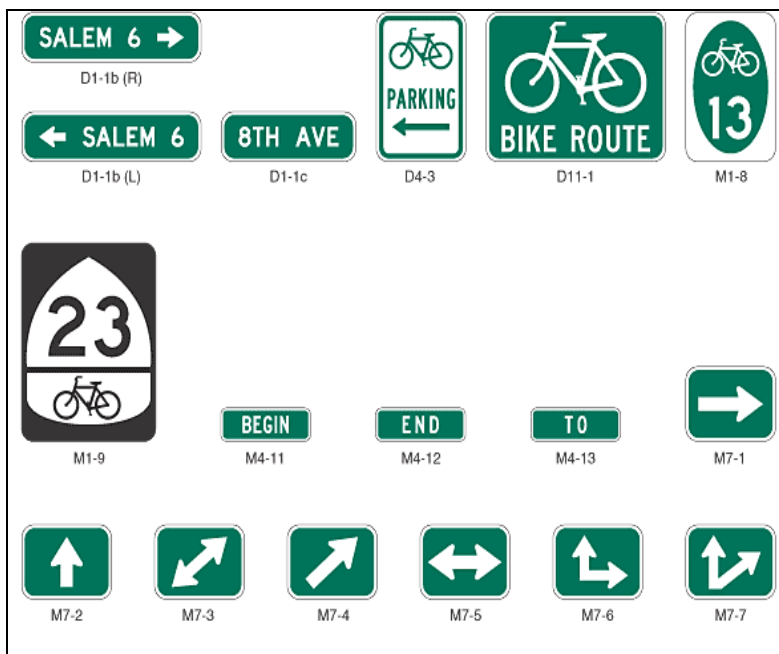 SALEM 6
D1-1b (R)
SALEM 6
D1-1b (L)
8TH AVE
D1-1c
PARKING
D4-3
BIKE ROUTE
D11-1
13
M1-8
23
M1-9
BEGIN
M4-11
END
M4-12
TO
M4-13
M7-1
M7-2
M7-3
M7-4
M7-5
M7-6
M7-7